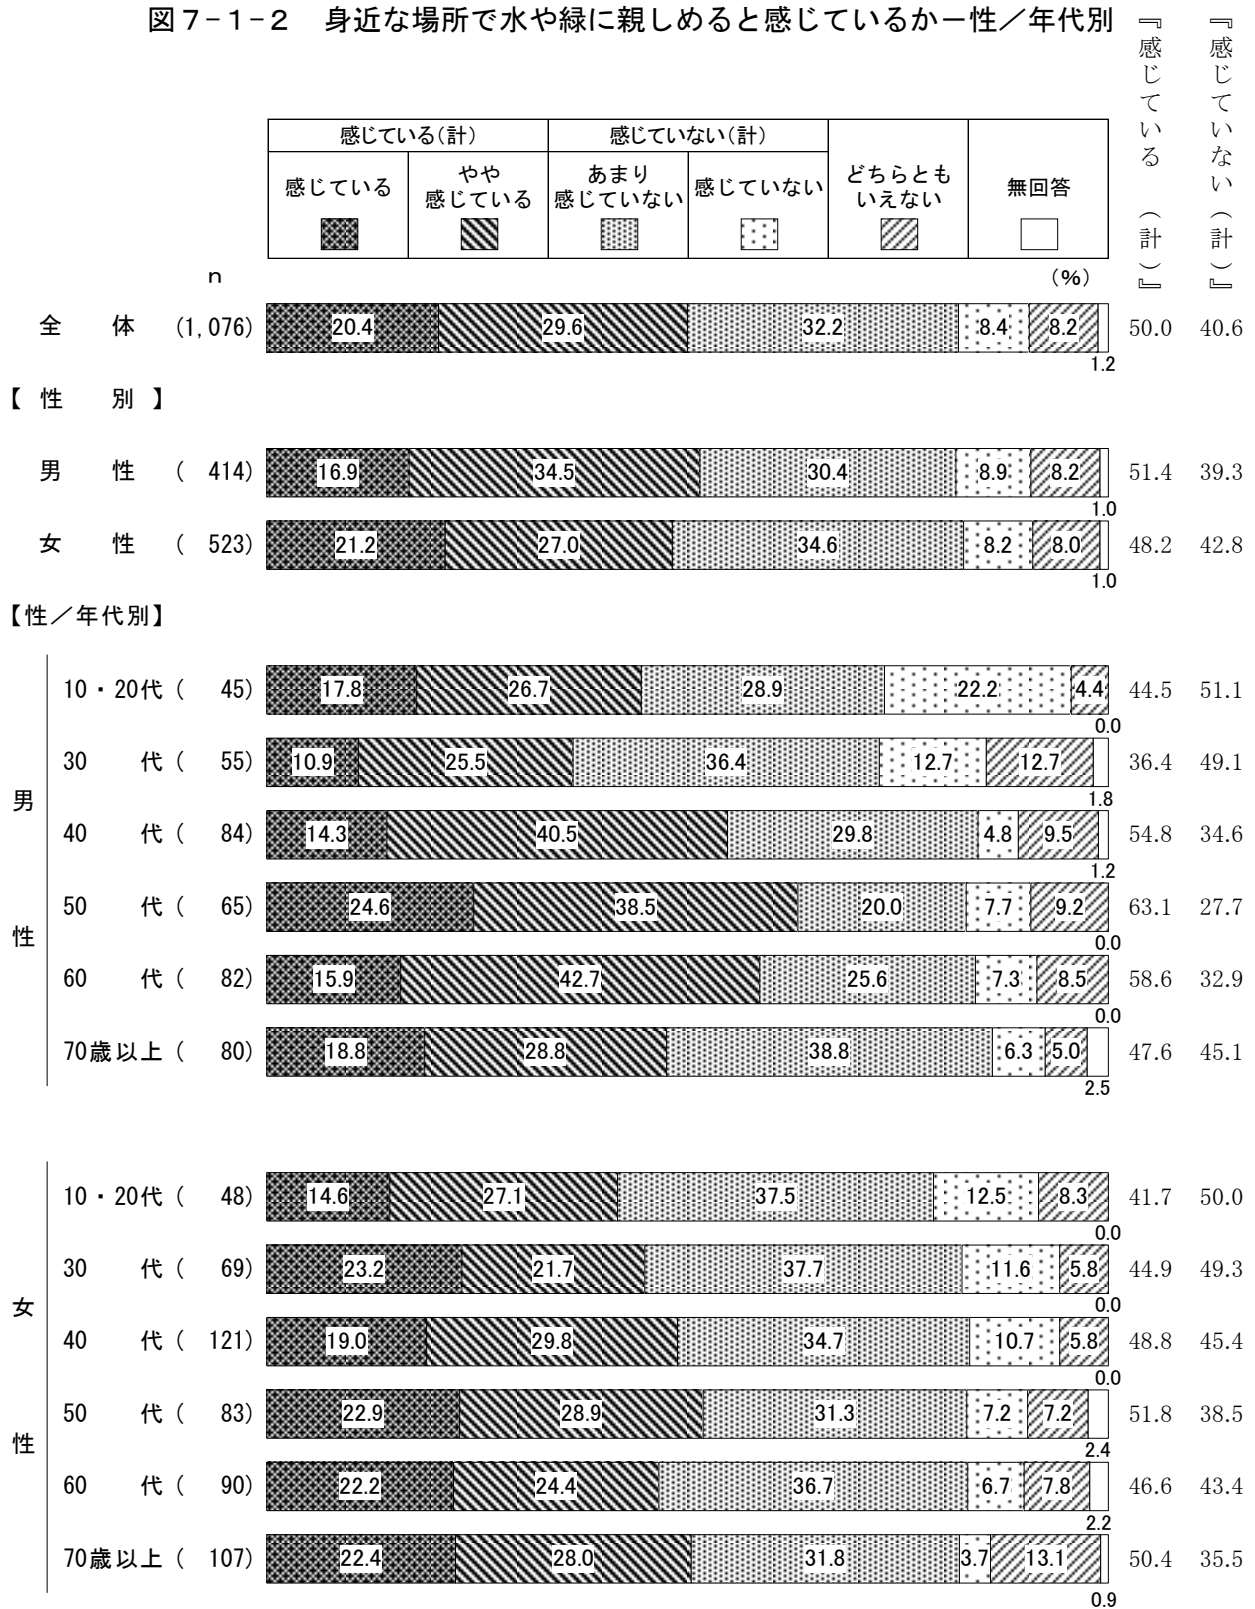 図７-１-２　身近な場所で水や緑に親しめると感じているかー性／年代別
『感じている（計）』
『感じていない（計）』
感じている(計) 感じていない(計)
感じている
やや
感じている
あまり
感じていない
感じていない
どちらとも
いえない
無回答
n (%)
全体 (1,076) 20.4 29.6 32.2 8.4 8.2 50.0 40.6
1.2
【性別】
男性 (414) 16.9 34.5 30.4 8.9 8.2 51.4 39.3
1.0
女性 (523) 21.2 27.0 34.6 8.2 8.0 48.2 42.8
1.0
【性／年代別】
男性
10・20代 (45) 17.8 26.7 28.9 22.2 4.4 44.5 51.1
0.0
30代 (55) 10.9 25.5 36.4 12.7 12.7 36.4 49.1
1.8
40代 (84) 14.3 40.5 29.8 4.8 9.5 54.8 34.6
1.2
50代 (65) 24.6 38.5 20.0 7.7 9.2 63.1 27.7
0.0
60代 (82) 15.9 42.7 25.6 7.3 8.5 58.6 32.9
0.0
70歳以上 (80) 18.8 28.8 38.8 6.3 5.0 47.6 45.1
2.5
女性
10・20代 (48) 14.6 27.1 37.5 12.5 8.3 41.7 50.0
0.0
30代 (69) 23.2 21.7 37.7 11.6 5.8 44.9 49.3
0.0
40代 (121) 19.0 29.8 34.7 10.7 5.8 48.8 45.4
0.0
50代 (83) 22.9 28.9 31.3 7.2 7.2 51.8 38.5
2.4
60代 (90) 22.2 24.4 36.7 6.7 7.8 46.6 43.4
2.2
70歳以上 (107) 22.4 28.0 31.8 3.7 13.1 50.4 35.5
0.9